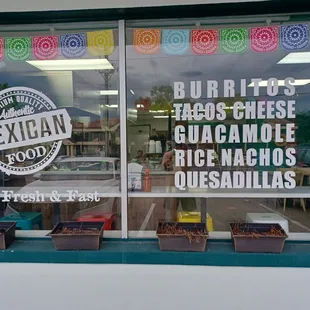 PREMIUM QUALITY
Authentic
MEXICAN
FOOD
Fresh & Fast
BURRITOS
TACOS CHEESE
GUACAMOLE
RICE NACHOS
QUESADILLAS